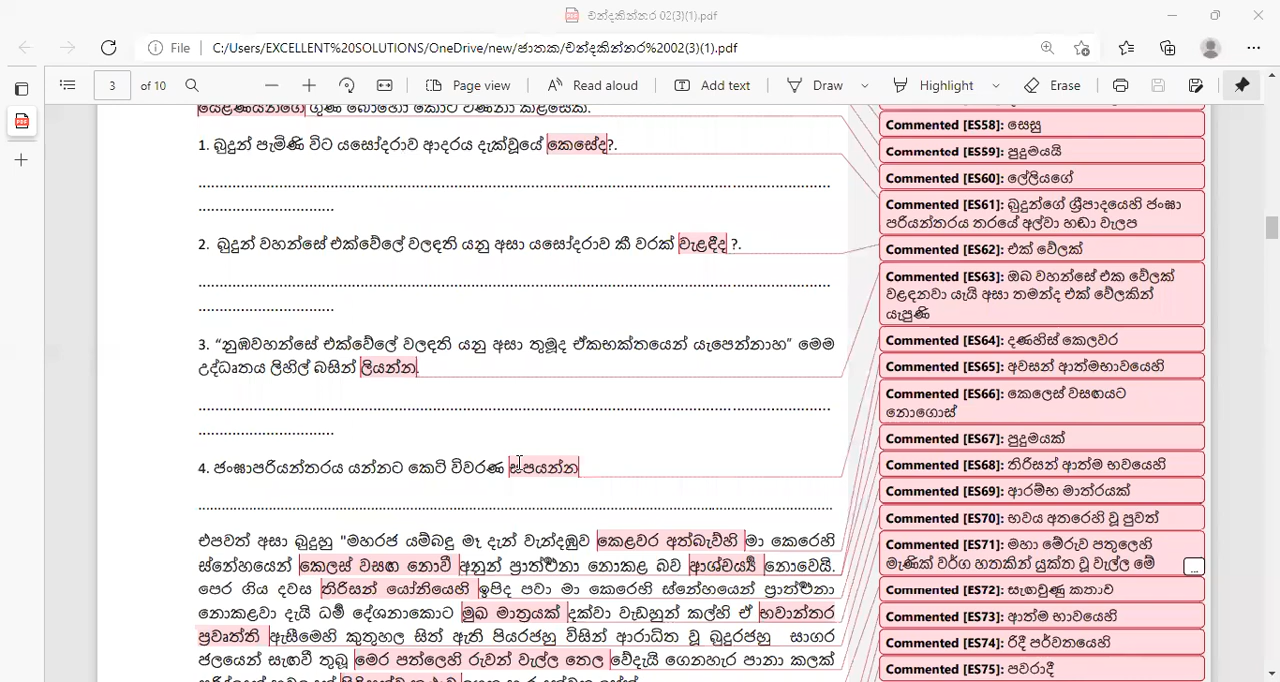 චන්දකින්නර 02(3)(1).pdf
File C:/Users/EXCELLENT%20SOLUTIONS/OneDrive/new/ජාතක/චන්දකින්නර%2002(3)(1).pdf
3 of 10 Page view Read aloud Add text Draw Highlight Erase
1. බුදුන් පැමිණි විට යසෝදරාව ආදරය දැක්වූයේ කෙසේද?.
2. බුදුන් වහන්සේ එක්වේලේ වලඳති යනු අසා යසෝදරාව කී වරක් වැළඳීද ?.
3. “නුඹවහන්සේ එක්වේලේ වලඳති යනු අසා තුමූද ඒකභක්තයෙන් යැපෙන්නාහ” මෙම
උද්ධෘතය ලිහිල් බසින් ලියන්න.
4. ජංඝාපරියන්තරය යන්නට කෙටි විවරණ සපයන්න
එපවත් අසා බුදුහු "මහරජ යම්බඳු මෑ දැන් වැන්දඹුව කෙළවර අත්බැව්හි මා කෙරෙහි
ස්නේහයෙන් කෙලස් වසඟ නොවී අනුන් ප්‍රාර්ත්‍ථනා නොකළ බව ආශ්චර්‍ය්‍ය නොවෙයි.
පෙර ගිය දවස තිරිසන් යෝනියෙහි ඉපිද පවා මා කෙරෙහි ස්නේහයෙන් ප්‍රාර්ත්‍ථනා
නොකළවා දැයි ධර්‍ම දේශනාකොට මුඛ මාත්‍රයක් දක්වා වැඩහුන් කල්හි ඒ භවාන්තර
ප්‍රවෘත්ති ඇසීමෙහි කුතුහල සිත් ඇති පියරජහු විසින් ආරාධිත වූ බුදුරජහු සාගර
ජලයෙන් සැඟවී තුබූ මෙර පත්ලෙහි රුවන් වැල්ල තෙල වේදැයි ගෙනහැර පානා කලක්
Commented [ES58]: සෙසු
Commented [ES59]: පුදුමයයි
Commented [ES60]: ලේලියගේ
Commented [ES61]: බුදුන්ගේ ශ්‍රීපාදයෙහි ජංඝා
පරියන්තරය තරයේ අල්වා හඬා වැලප
Commented [ES62]: එක් වේලක්
Commented [ES63]: ඔබ වහන්සේ එක වේලක්
වළඳනවා යැයි අසා තමන්ද එක් වේලකින්
යැපුණි
Commented [ES64]: දණහිස් කෙලවර
Commented [ES65]: අවසන් ආත්මභාවයෙහි
Commented [ES66]: කෙලෙස් වසඟයට
නොගොස්
Commented [ES67]: පුදුමයක්
Commented [ES68]: තිරිසන් ආත්ම භවයෙහි
Commented [ES69]: ආරම්භ මාත්‍රයක්
Commented [ES70]: භවය අතරෙහි වූ පුවත්
Commented [ES71]: මහා මේරුව පතුලෙහි
මැණික් වර්ග හතකින් යුක්ත වූ වැල්ල මේ
Commented [ES72]: සැඟවුණු කතාව
Commented [ES73]: ආත්ම භාවයෙහි
Commented [ES74]: රිදී පර්වතයෙහි
Commented [ES75]: පවරාදී